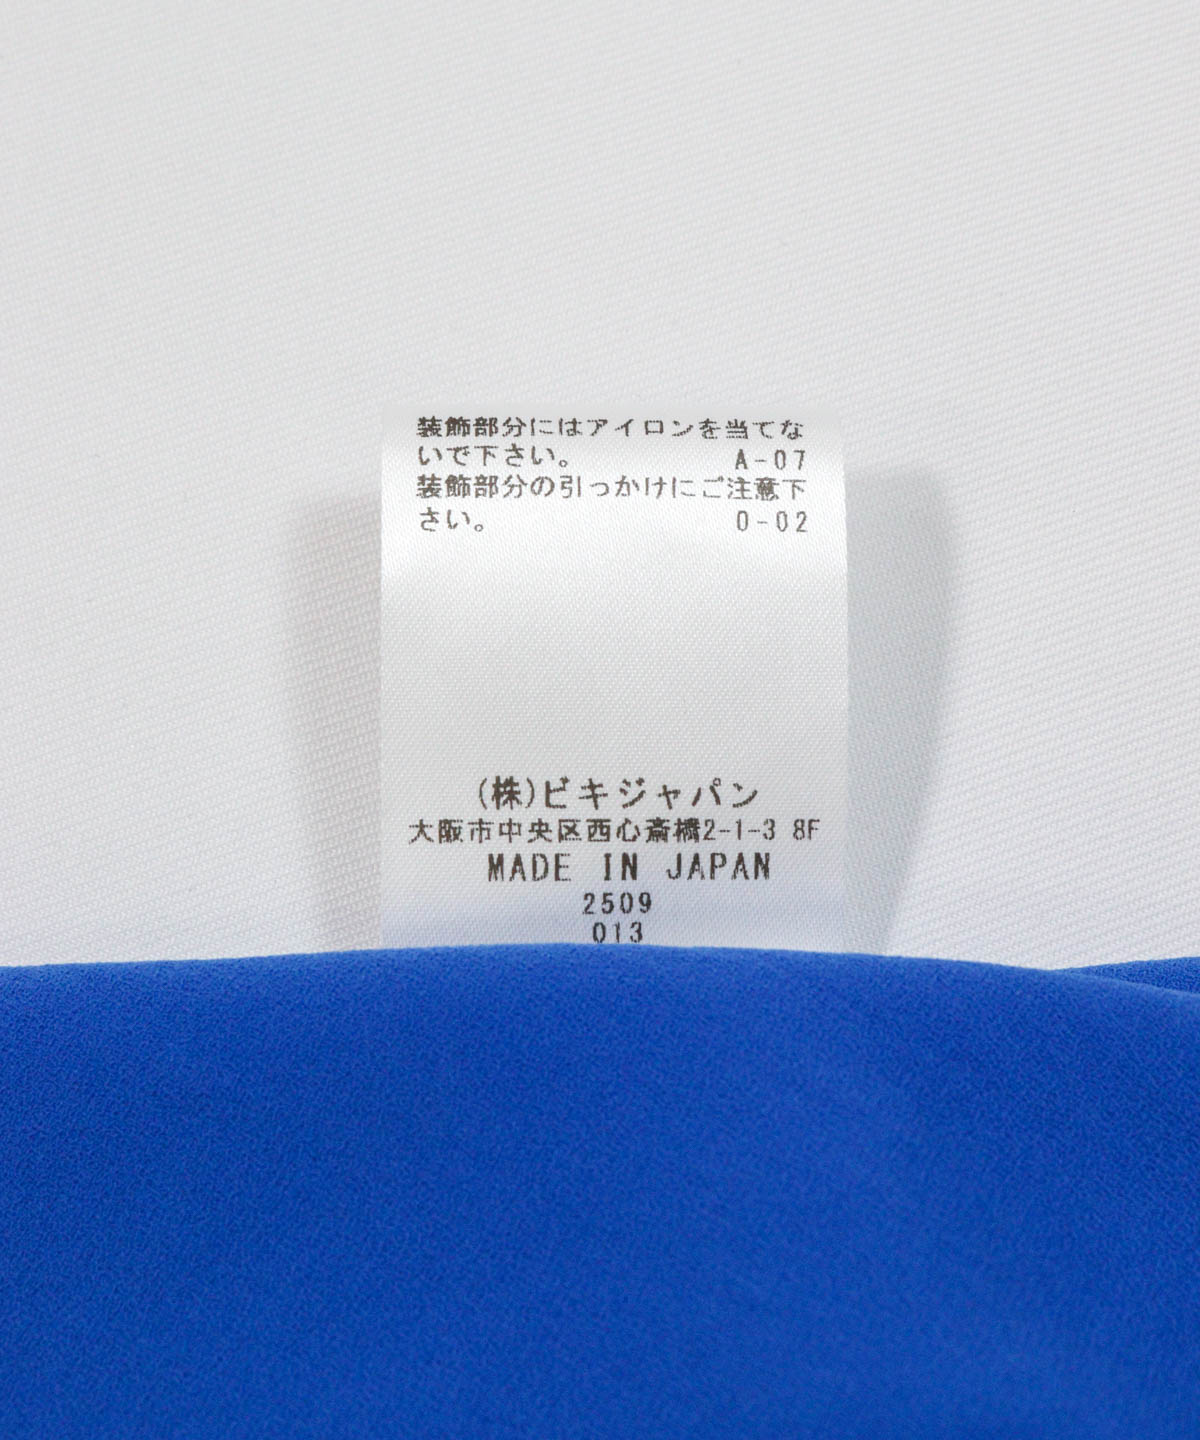 装飾部分にはアイロンを当てな
いで下さい。 A-07
装飾部分の引っかけにご注意下
さい。 0-02
(株)ビキジャパン
大阪市中央区西心斎橋2-1-3 8F
MADE IN JAPAN
2509
013